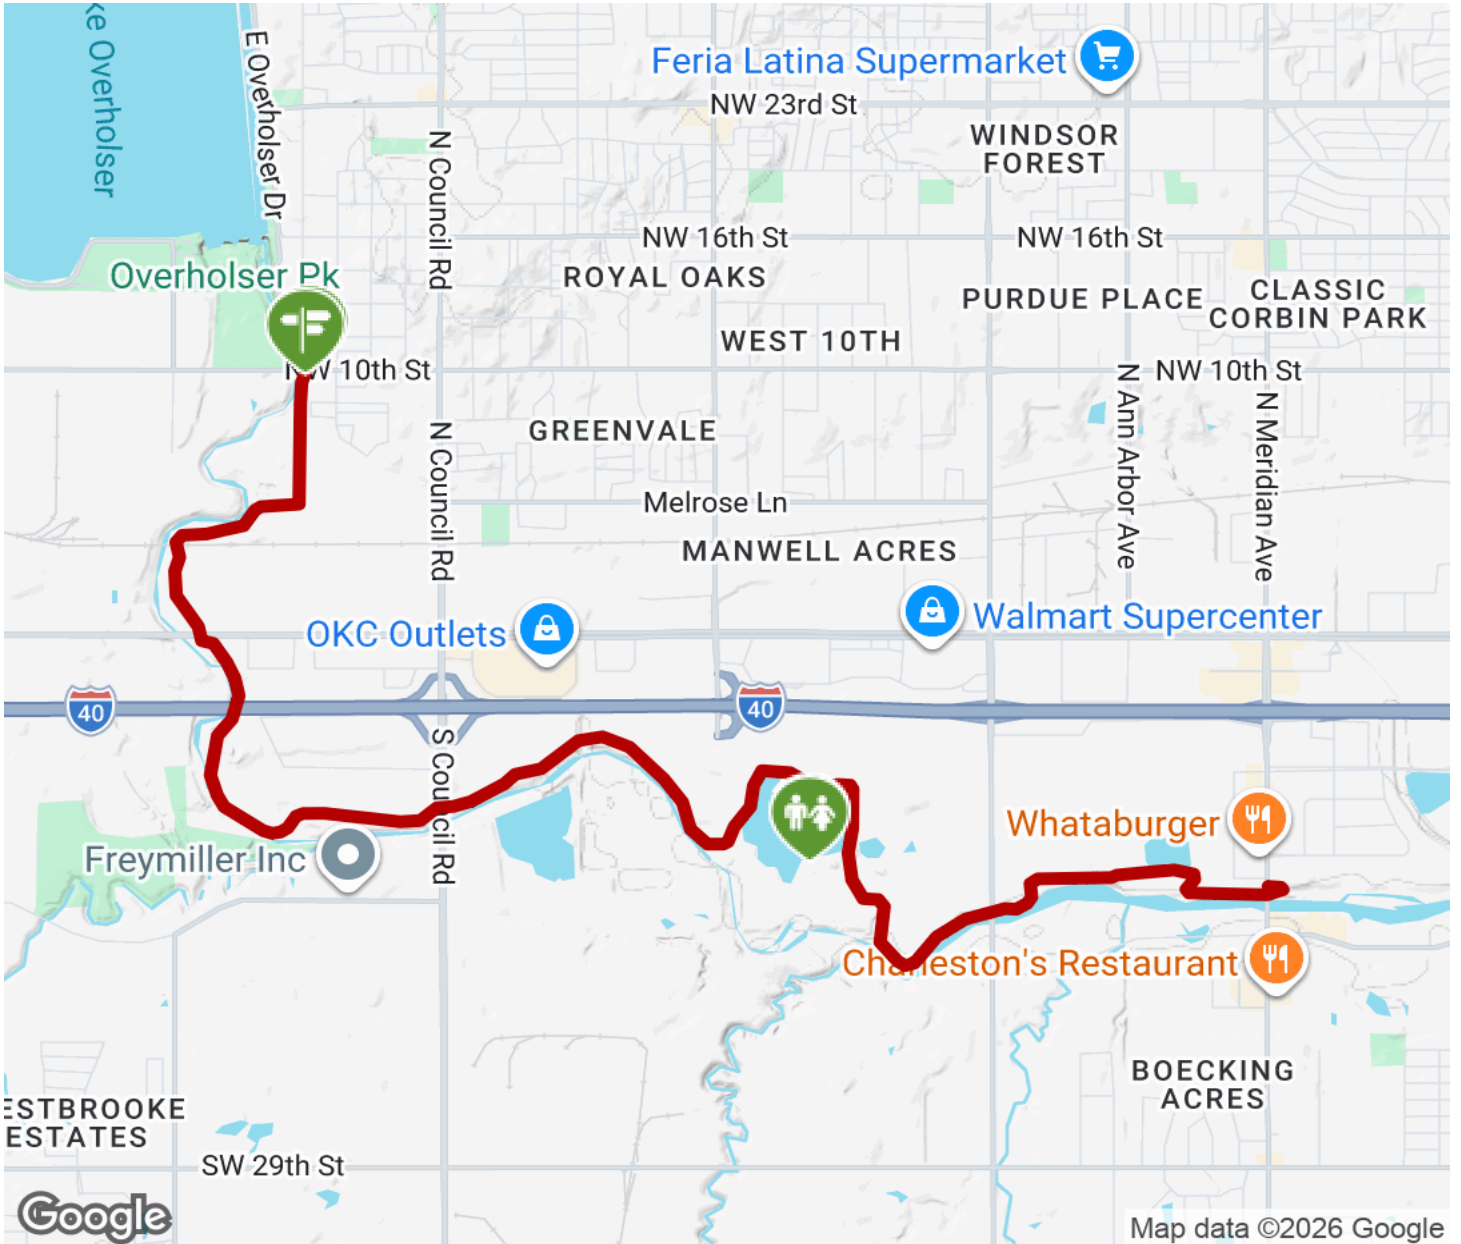 ke Overholser
E Overholser Dr
Feria Latina Supermarket
NW 23rd St
WINDSOR
FOREST
N Council Rd
NW 16th St
NW 16th St
Overholser Pk
ROYAL OAKS
PURDUE PLACE
CLASSIC
CORBIN PARK
WEST 10TH
NW 10th St
NW 10th St
N Ann Arbor Ave
N Meridian Ave
N Council Rd
GREENVALE
Melrose Ln
MANWELL ACRES
OKC Outlets
Walmart Supercenter
40
40
S Council Rd
Whataburger
Freymiller Inc
Charleston's Restaurant
BOECKING
ACRES
ESTBROOKE
ESTATES
SW 29th St
Google
Map data ©2026 Google